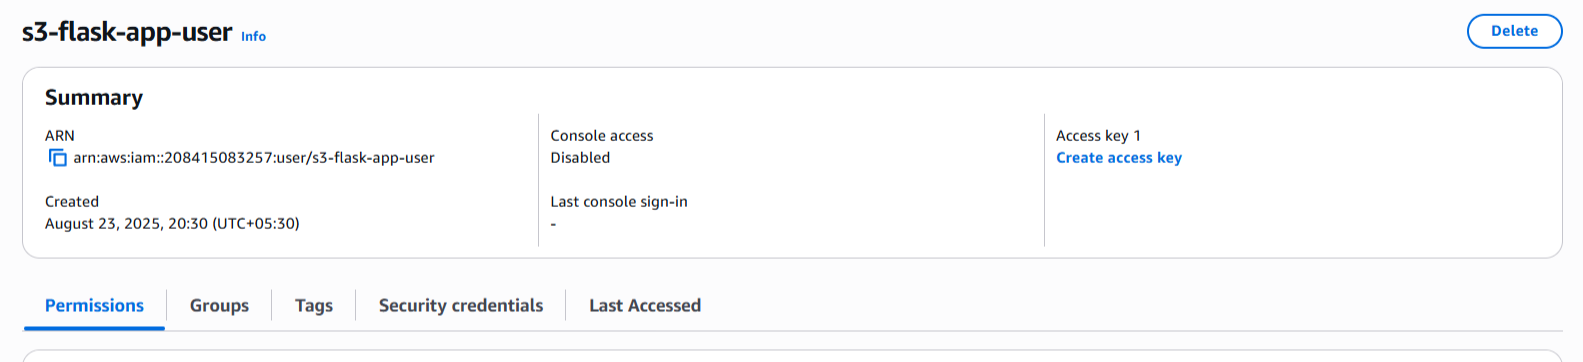 s3-flask-app-user Info
Delete
Summary
ARN
arn:aws:iam::208415083257:user/s3-flask-app-user
Created
August 23, 2025, 20:30 (UTC+05:30)
Console access
Disabled
Last console sign-in
-
Access key 1
Create access key
Permissions Groups Tags Security credentials Last Accessed